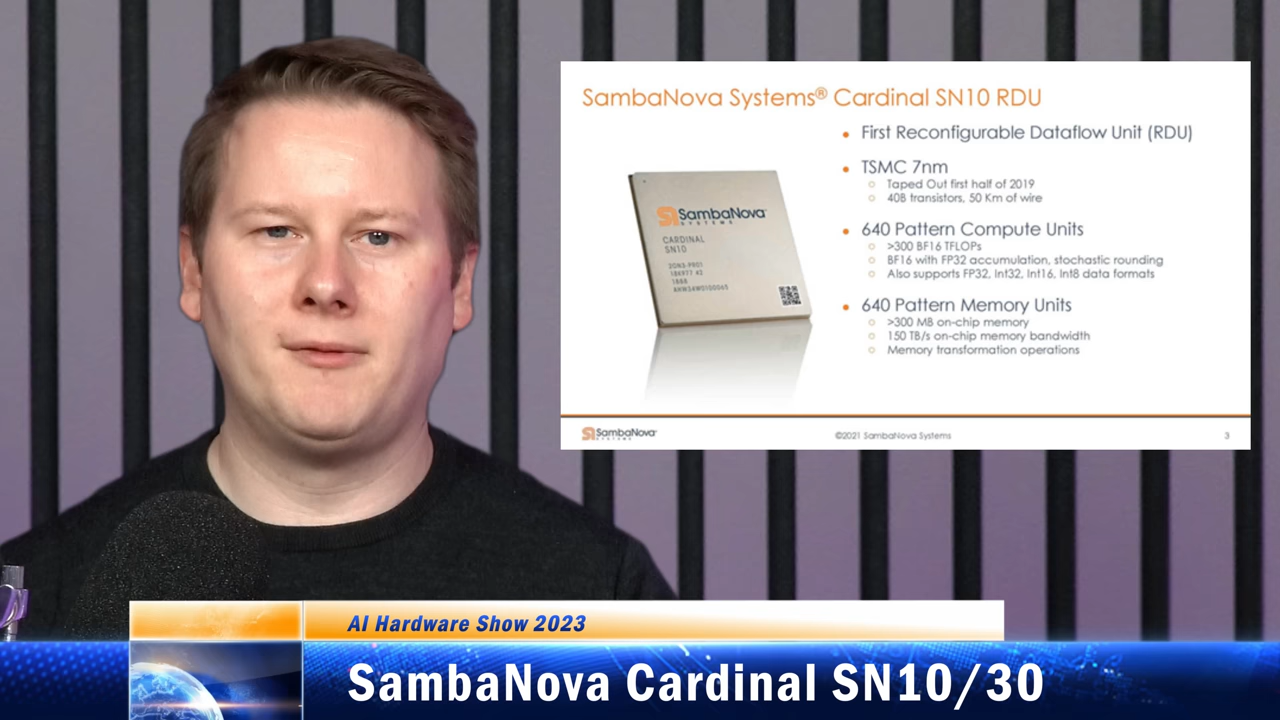 SambaNova Systems® Cardinal SN10 RDU
• First Reconfigurable Dataflow Unit (RDU)
• TSMC 7nm
○ Taped Out first half of 2019
○ 40B transistors, 50 Km of wire
• 640 Pattern Compute Units
○ >300 BF16 TFLOPs
○ BF16 with FP32 accumulation, stochastic rounding
○ Also supports FP32, Int32, Int16, Int8 data formats
• 640 Pattern Memory Units
○ >300 MB on-chip memory
○ 150 TB/s on-chip memory bandwidth
○ Memory transformation operations
SambaNova
SYSTEMS
CARDINAL
SN10
SambaNova
SYSTEMS
©2021 SambaNova Systems
3
AI Hardware Show 2023
SambaNova Cardinal SN10/30